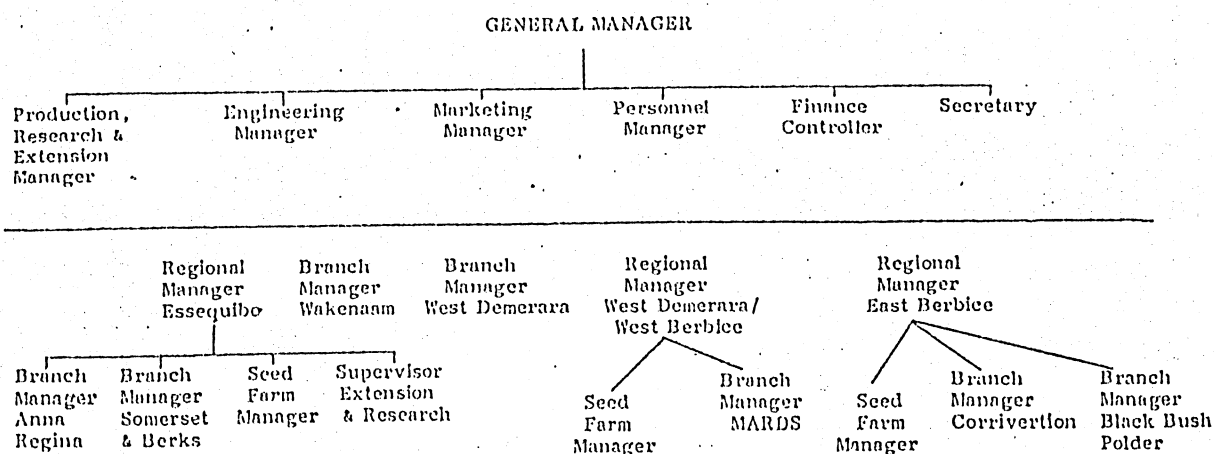 GENERAL MANAGER
Production,
Research &
Extension
Manager
Engineering
Manager
Marketing
Manager
Personnel
Manager
Finance
Controller
Secretary
Regional
Manager
Essequibo
Branch
Manager
Wakenaam
Branch
Manager
West Demerara
Regional
Manager
West Demerara/
West Berbice
Regional
Manager
East Berbice
Branch
Manager
Anna
Regina
Branch
Manager
Somerset
& Berks
Seed
Farm
Manager
Supervisor
Extension
& Research
Seed
Farm
Manager
Branch
Manager
MARDS
Seed
Farm
Manager
Branch
Manager
Corrivertion
Branch
Manager
Black Bush
Polder